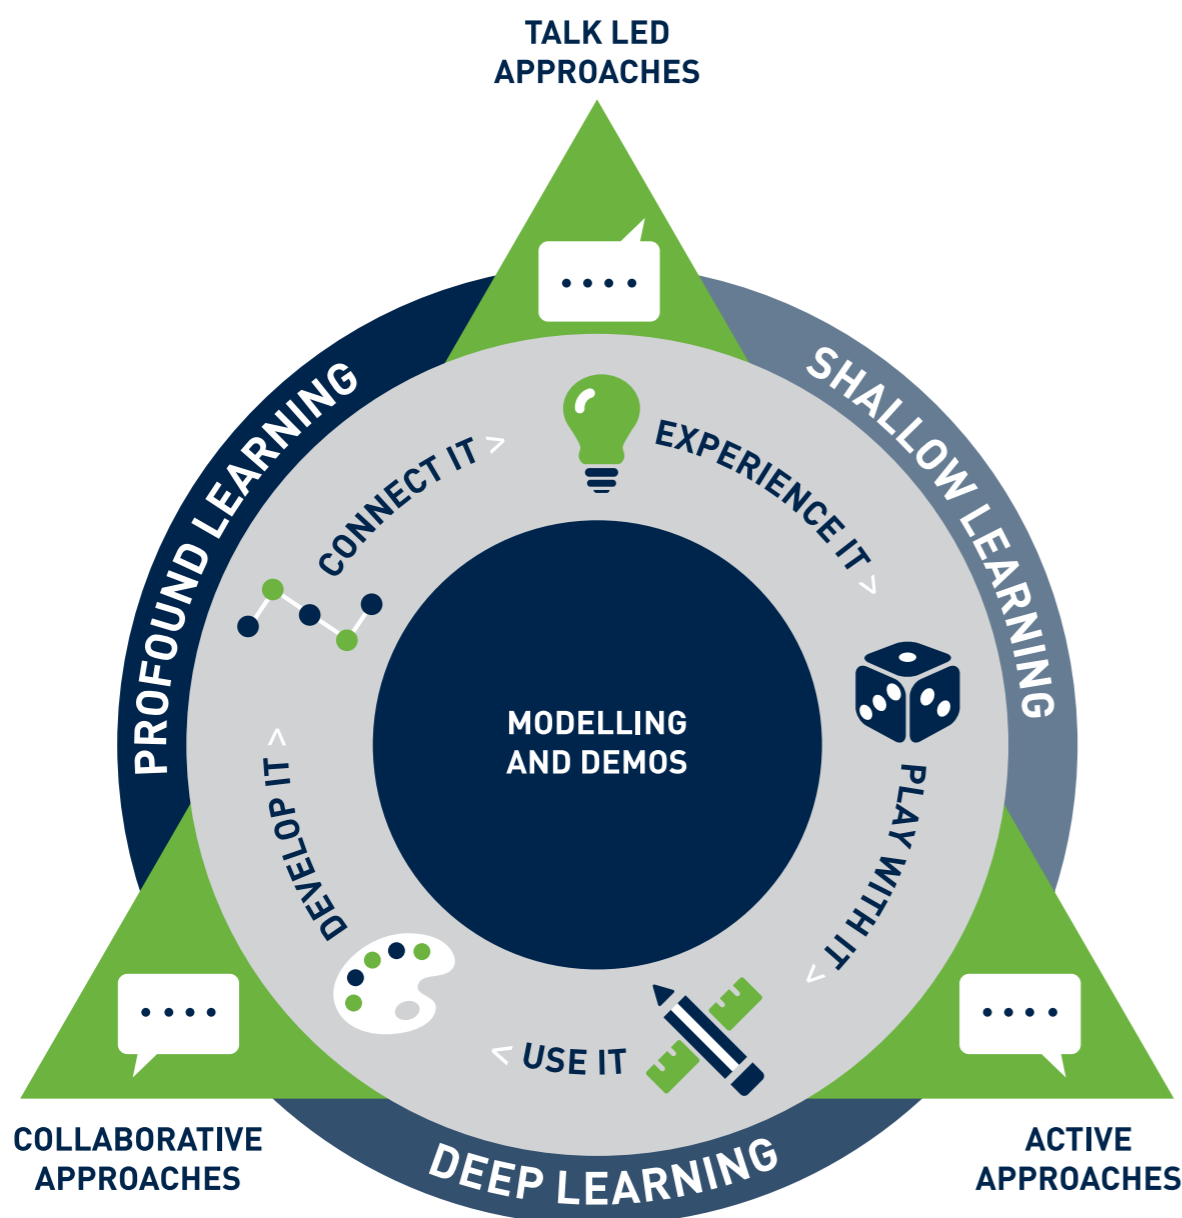 TALK LED
APPROACHES
PROFOUND LEARNING
SHALLOW LEARNING
CONNECT IT >
EXPERIENCE IT >
MODELLING
AND DEMOS
DEVELOP IT >
PLAY WITH IT >
< USE IT
COLLABORATIVE
APPROACHES
DEEP LEARNING
ACTIVE
APPROACHES